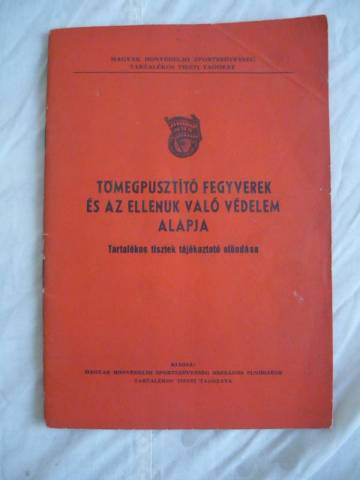 MAGYAR HONVÉDELMI SPORTSZÖVETSÉG
TARTALÉKOS TISZTI TAGOZAT
TÖMEGPUSZTÍTÓ FEGYVEREK
ÉS AZ ELLENÜK VALÓ VÉDELEM
ALAPJA
Tartalékos tisztek tájékoztató előadása
KIADJA:
MAGYAR HONVÉDELMI SPORTSZÖVETSÉG ORSZÁGOS ELNÖKSÉGE
TARTALÉKOS TISZTI TAGOZATA